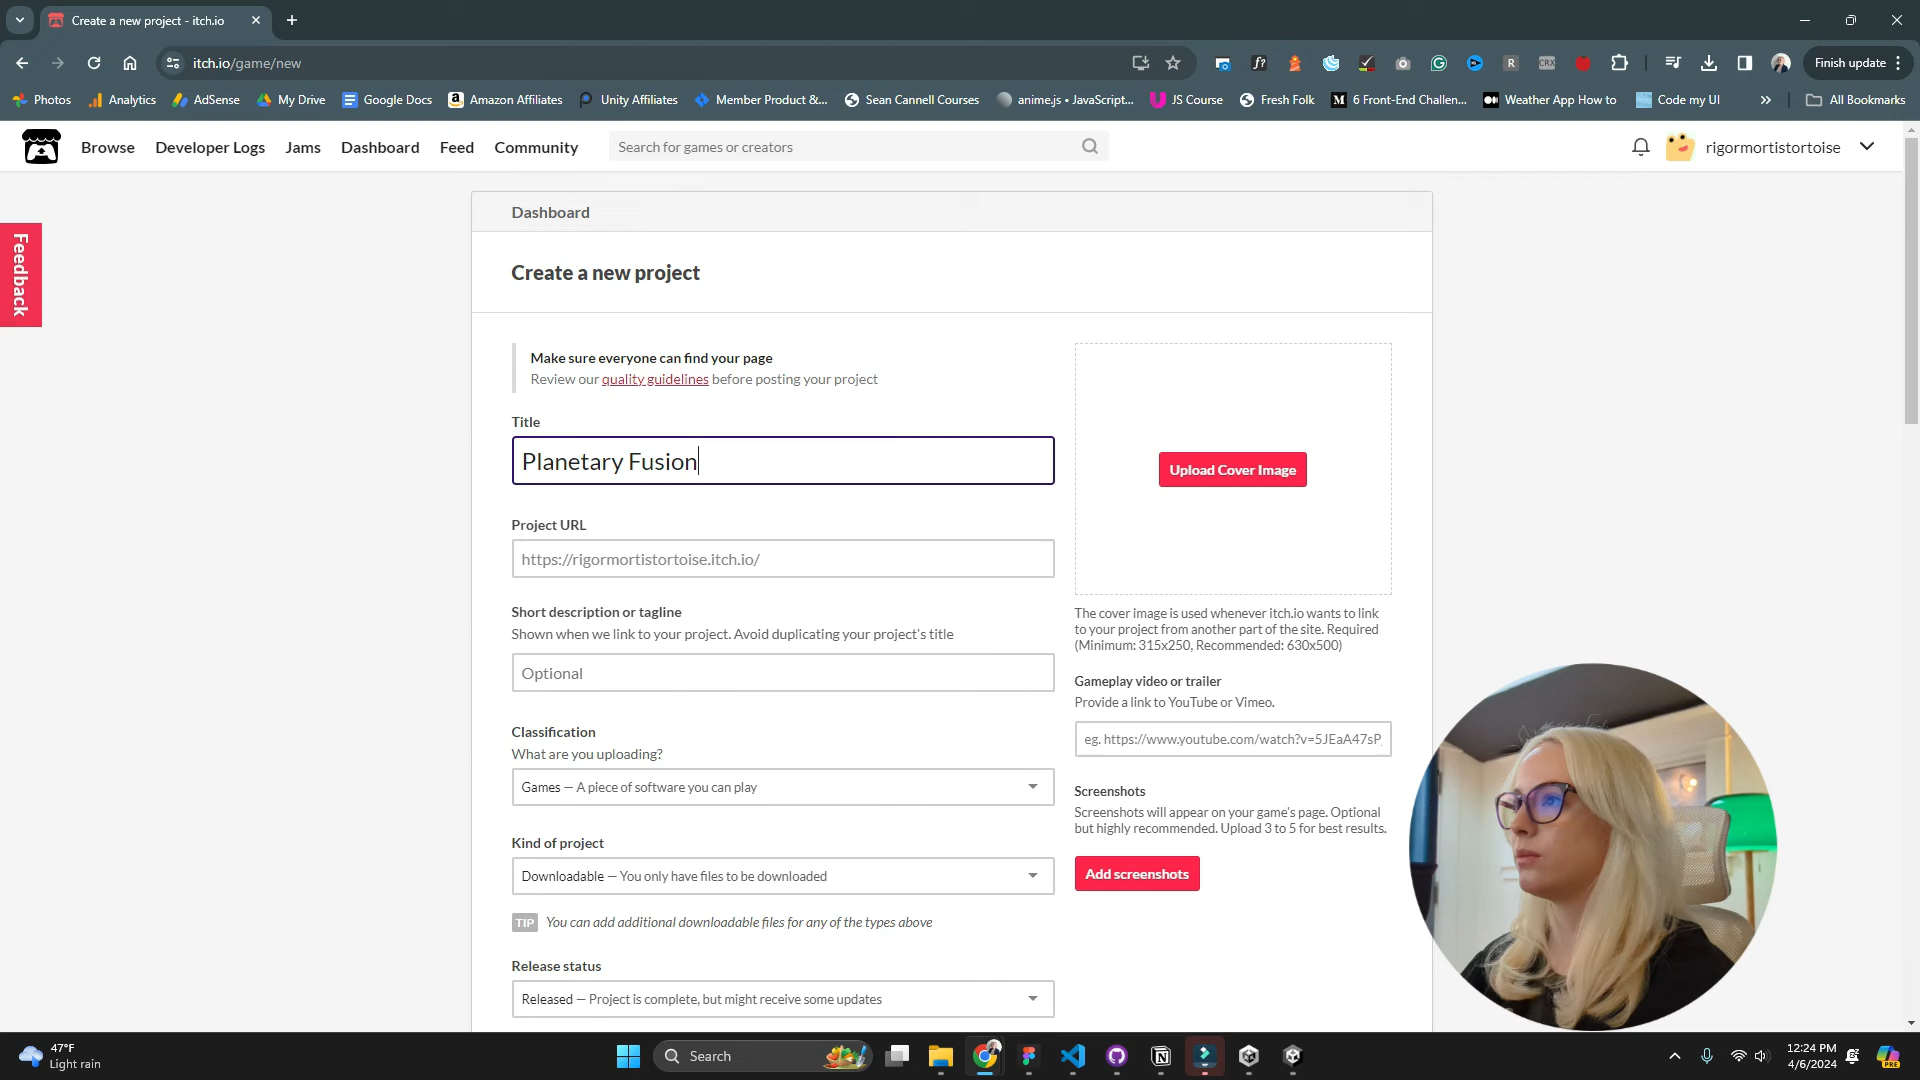 Create a new project - itch.io
itch.io/game/new
Finish update
Photos
Analytics
AdSense
My Drive
Google Docs
Amazon Affiliates
Unity Affiliates
Member Product &...
Sean Cannell Courses
anime.js • JavaScript...
JS Course
Fresh Folk
6 Front-End Challen...
Weather App How to
Code my UI
All Bookmarks
Browse
Developer Logs
Jams
Dashboard
Feed
Community
Search for games or creators
rigormortistortoise
Feedback
Dashboard
Create a new project
Make sure everyone can find your page
Review our quality guidelines before posting your project
Title
Planetary Fusion
Project URL
https://rigormortistortoise.itch.io/
Short description or tagline
Shown when we link to your project. Avoid duplicating your project's title
Optional
Classification
What are you uploading?
Games — A piece of software you can play
Kind of project
Downloadable — You only have files to be downloaded
TIP You can add additional downloadable files for any of the types above
Release status
Released — Project is complete, but might receive some updates
Upload Cover Image
The cover image is used whenever itch.io wants to link
to your project from another part of the site. Required
(Minimum: 315x250, Recommended: 630x500)
Gameplay video or trailer
Provide a link to YouTube or Vimeo.
eg. https://www.youtube.com/watch?v=5JEaA47sP
Screenshots
Screenshots will appear on your game's page. Optional
but highly recommended. Upload 3 to 5 for best results.
Add screenshots
47°F
Light rain
Search
12:24 PM
4/6/2024